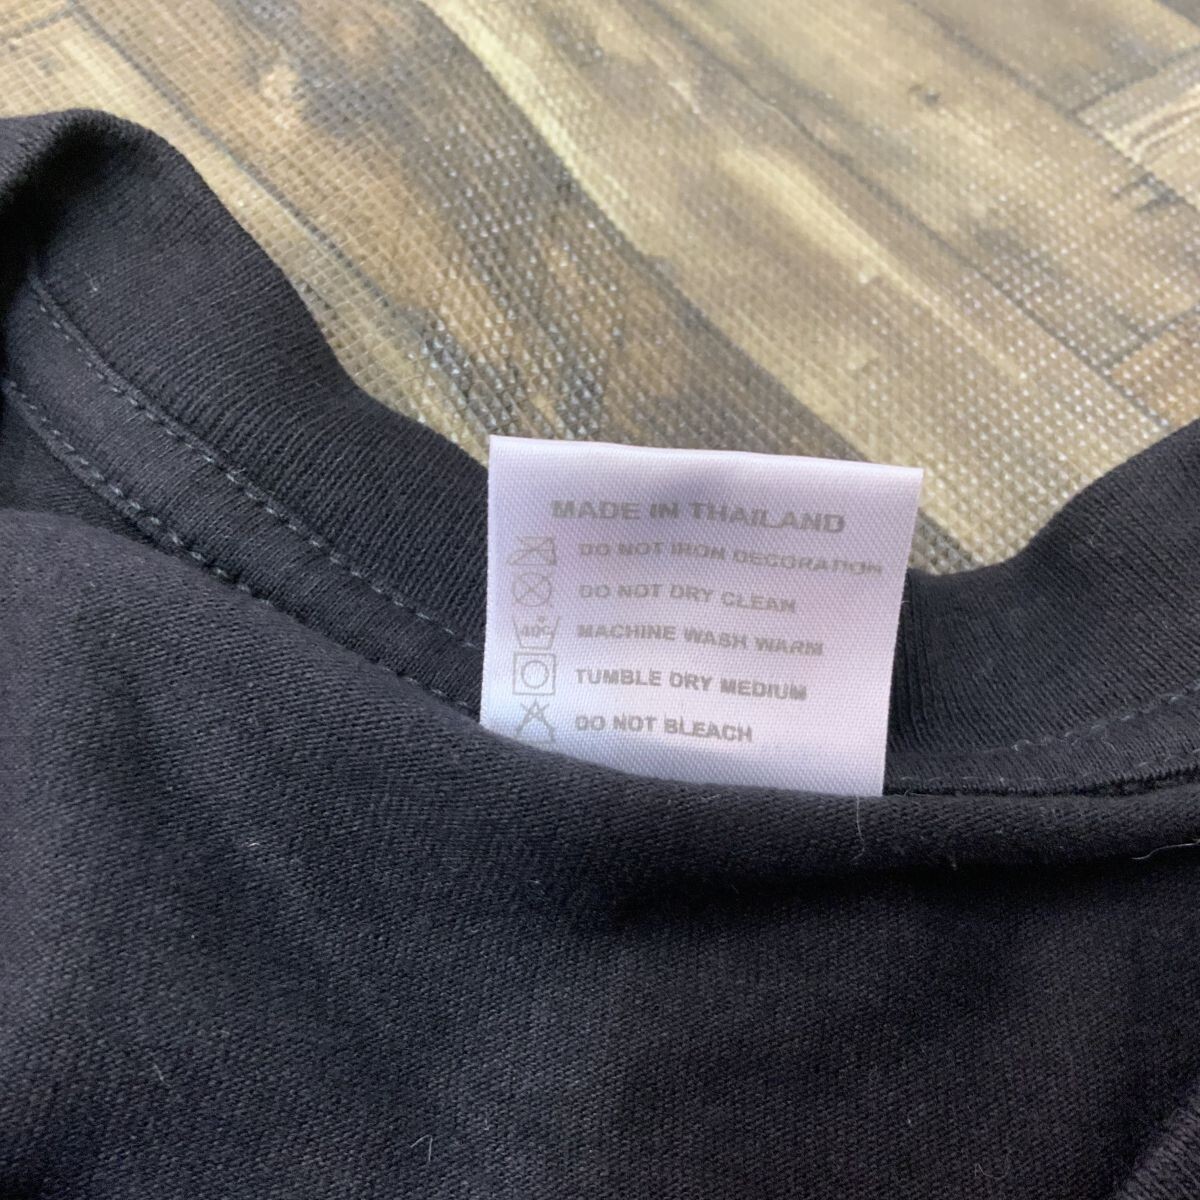 MADE IN THAILAND
DO NOT IRON DECORATION
DO NOT DRY CLEAN
40°C MACHINE WASH WARM
TUMBLE DRY MEDIUM
DO NOT BLEACH